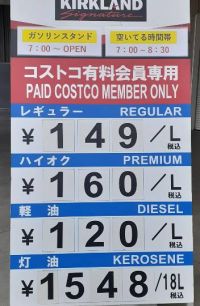 KIRKLAND
Signature
ガソリンスタンド 空いてる時間帯
7:00~OPEN 7:00~8:30
コストコ有料会員専用
PAID COSTCO MEMBER ONLY
レギュラー REGULAR
¥149/L
税込
ハイオク PREMIUM
¥160/L
税込
軽油 DIESEL
¥120/L
税込
灯油 KEROSENE
¥1548/18L
税込